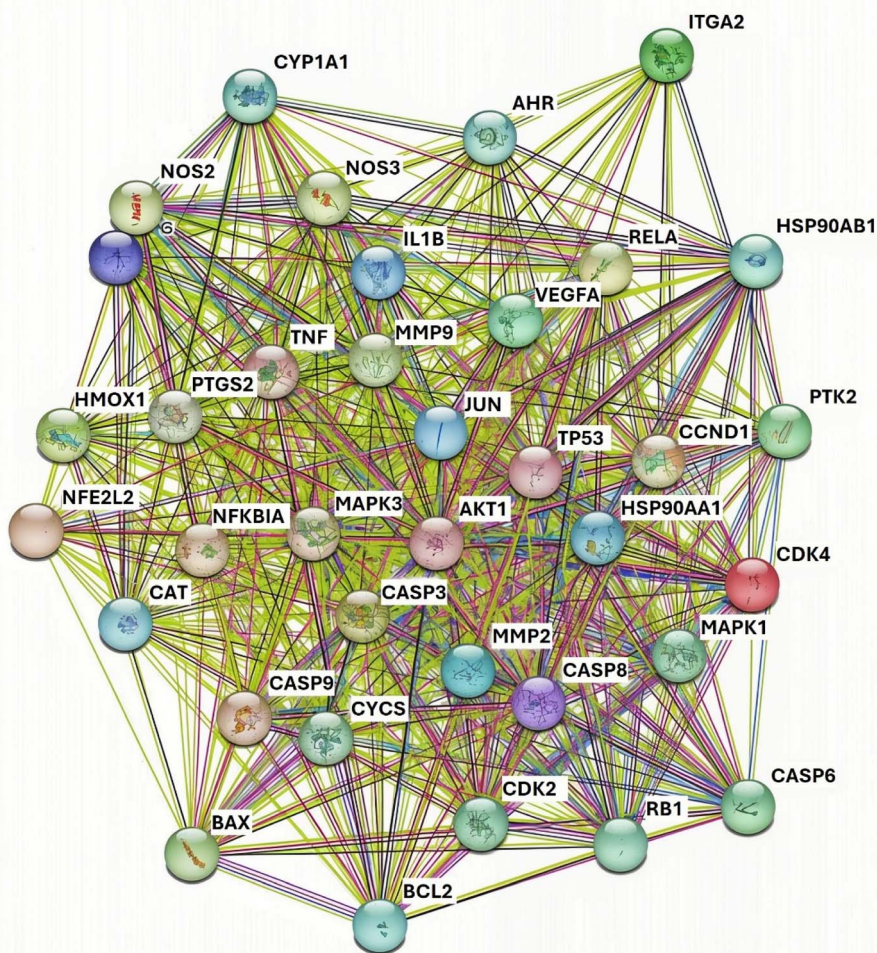 ITGA2
CYP1A1
AHR
NOS2
NOS3
6
IL1B
RELA
HSP90AB1
VEGFA
TNF
MMP9
PTGS2
HMOX1
JUN
PTK2
TP53
CCND1
NFE2L2
NFKBIA
MAPK3
AKT1
HSP90AA1
CDK4
CAT
CASP3
MMP2
MAPK1
CASP9
CYCS
CASP8
CASP6
CDK2
RB1
BAX
BCL2